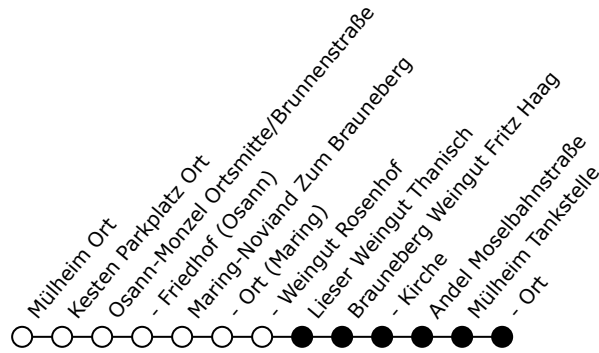 Mülheim Ort
Kesten Parkplatz Ort
Osann-Monzel Ortsmitte/Brunnenstraße
- Friedhof (Osann)
Maring-Noviand Zum Brauneberg
- Ort (Maring)
- Weingut Rosenhof
Lieser Weingut Thanisch
Brauneberg Weingut Fritz Haag
- Kirche
Andel Moselbahnstraße
Mülheim Tankstelle
- Ort